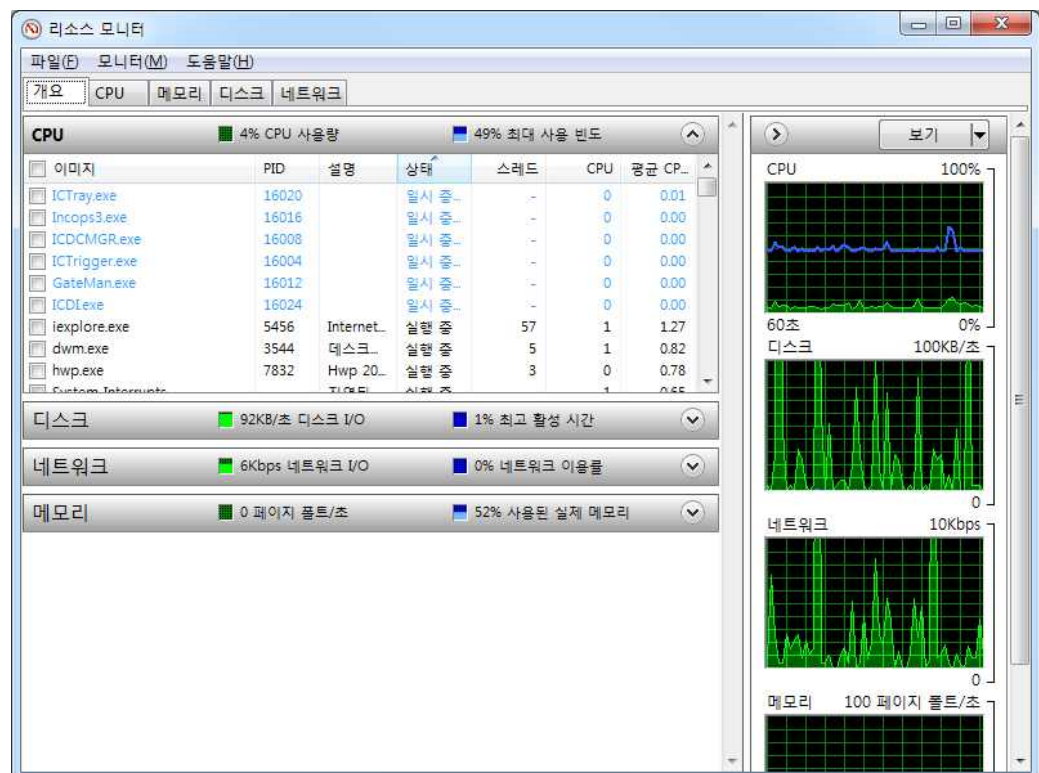 리소스 모니터
파일(F) 모니터(M) 도움말(H)
개요 CPU 메모리 디스크 네트워크
CPU 4% CPU 사용량 49% 최대 사용 빈도
이미지 PID 설명 상태 스레드 CPU 평균 CP...
ICTray.exe 16020 일시 중... - 0 0.01
Incops3.exe 16016 일시 중... - 0 0.00
ICDCMGR.exe 16008 일시 중... - 0 0.00
ICTrigger.exe 16004 일시 중... - 0 0.00
GateMan.exe 16012 일시 중... - 0 0.00
ICDI.exe 16024 일시 중... - 0 0.00
iexplore.exe 5456 Internet... 실행 중 57 1 1.27
dwm.exe 3544 데스크... 실행 중 5 1 0.82
hwp.exe 7832 Hwp 20... 실행 중 3 0 0.78
System Interrupts 실행 중 1 0.65
디스크 92KB/초 디스크 I/O 1% 최고 활성 시간
네트워크 6Kbps 네트워크 I/O 0% 네트워크 이용률
메모리 0 페이지 폴트/초 52% 사용된 실제 메모리
보기
CPU 100%
60초 0%
디스크 100KB/초
0
네트워크 10Kbps
0
메모리 100 페이지 폴트/초